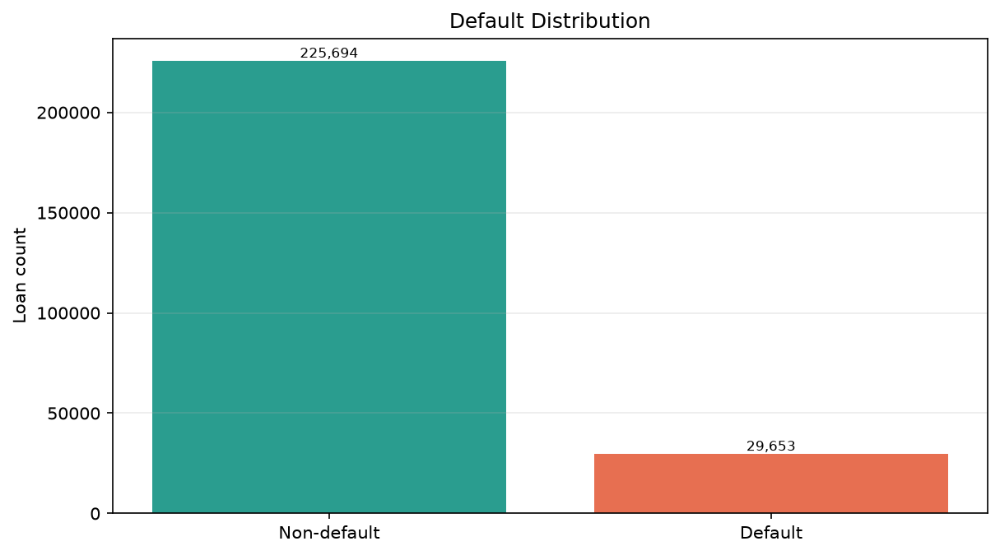 Default Distribution
225,694
200000
150000
Loan count
100000
50000
29,653
0
Non-default
Default